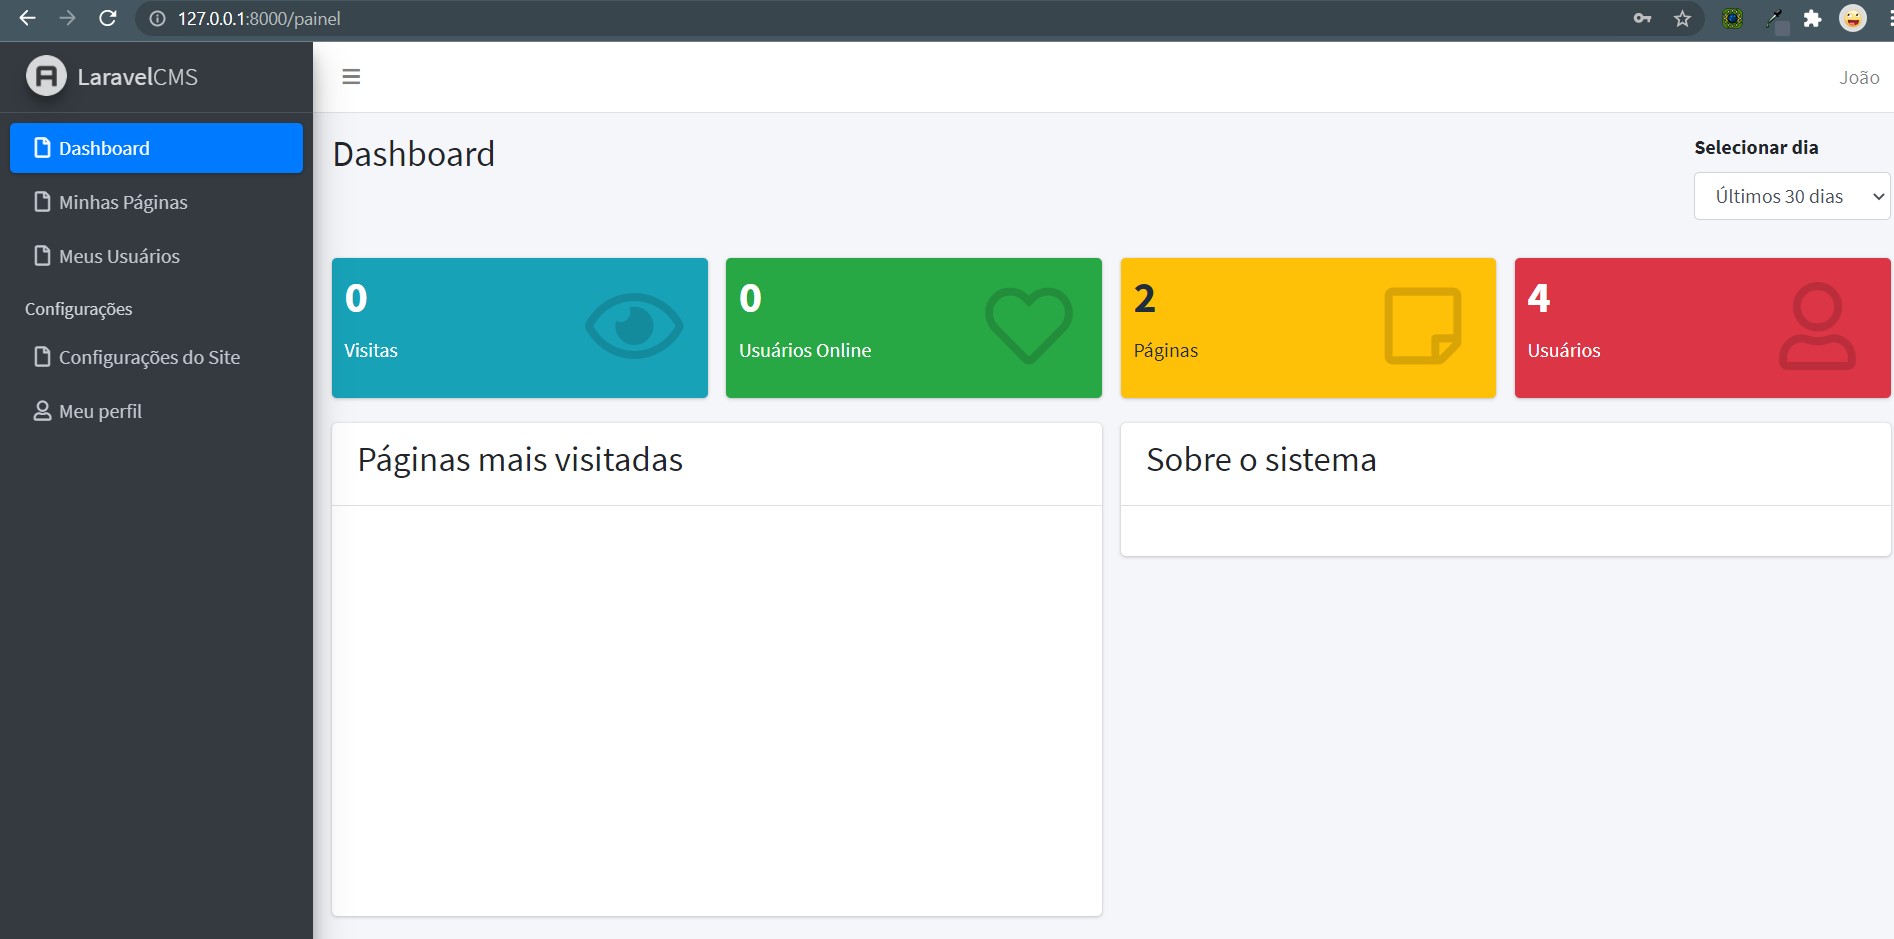 127.0.0.1:8000/painel
LaravelCMS
João
Dashboard
Minhas Páginas
Meus Usuários
Configurações
Configurações do Site
Meu perfil
Dashboard
Selecionar dia
Últimos 30 dias
0
Visitas
0
Usuários Online
2
Páginas
4
Usuários
Páginas mais visitadas
Sobre o sistema